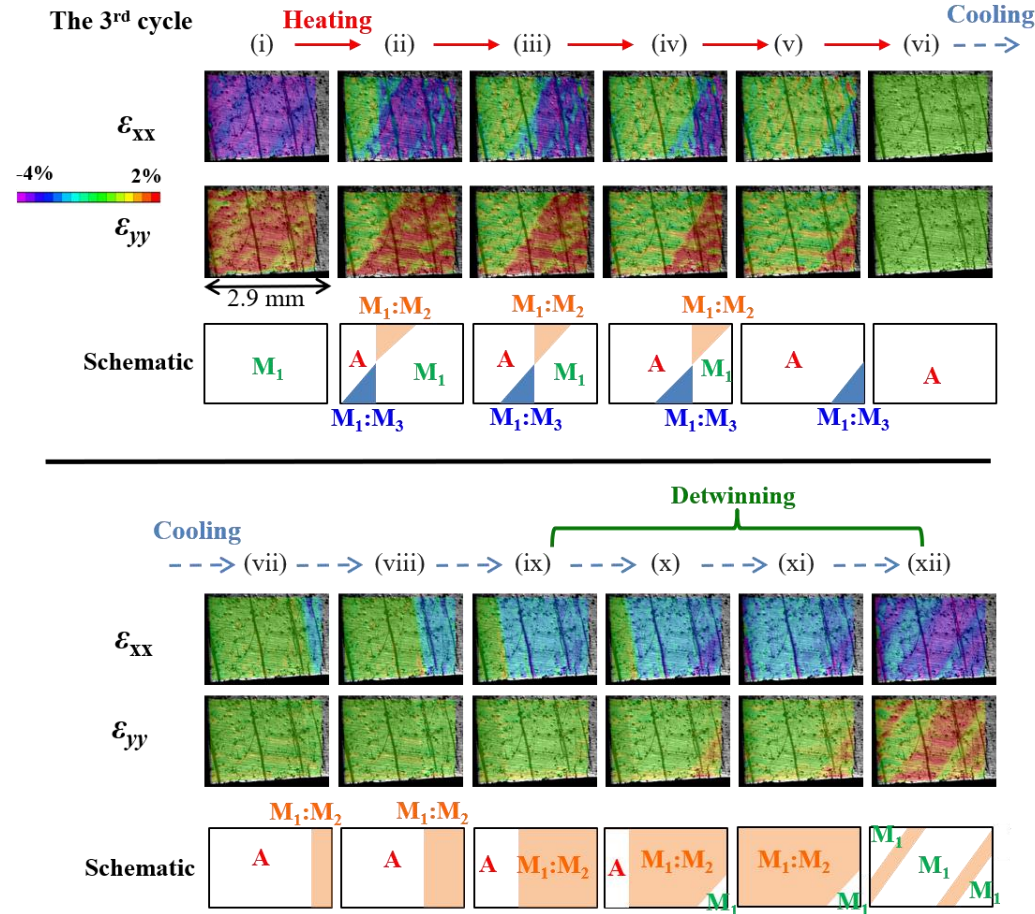 The 3rd cycle Heating Cooling
(i) (ii) (iii) (iv) (v) (vi)
εxx
-4% 2%
εyy
2.9 mm
M1:M2 M1:M2 M1:M2
Schematic M1 A M1 A M1 A M1 A A
M1:M3 M1:M3 M1:M3 M1:M3
Detwinning
Cooling
(vii) (viii) (ix) (x) (xi) (xii)
εxx
εyy
M1:M2 M1:M2
Schematic A A A M1:M2 A M1:M2 M1 M1:M2 M1 M1 M1 M1